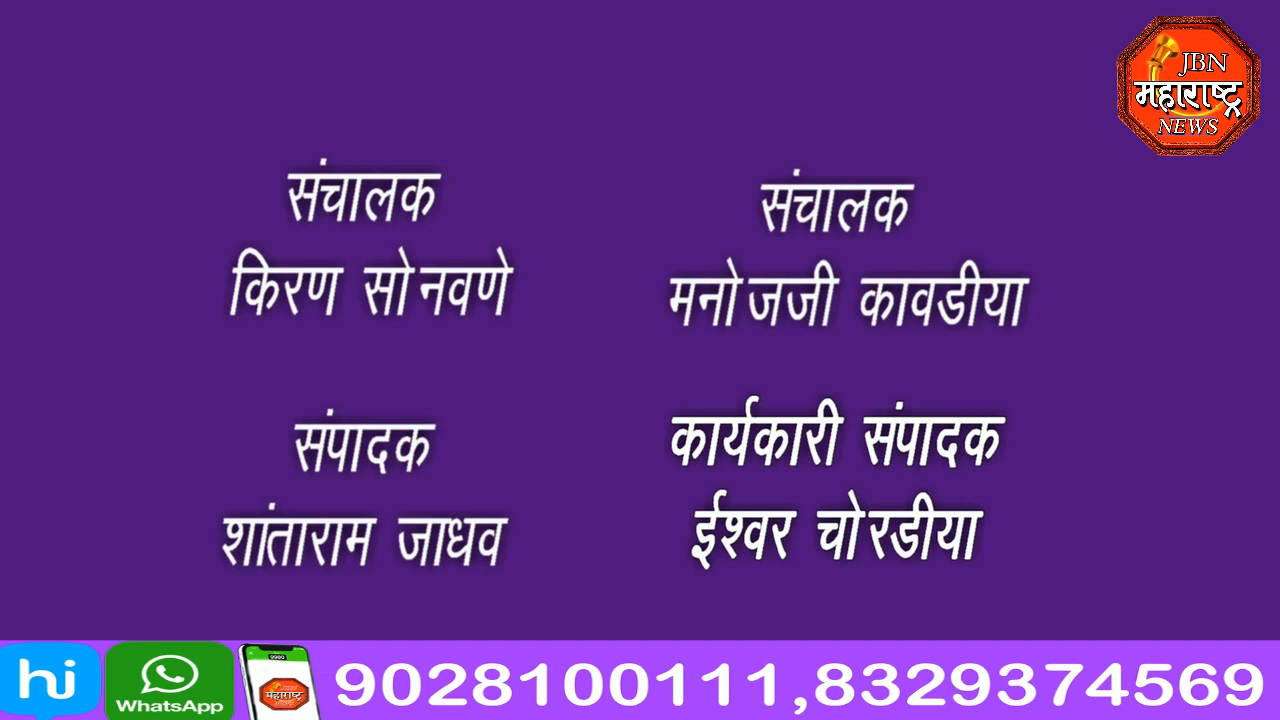 JBN
महाराष्ट्र
NEWS
संचालक
किरण सोनवणे
संचालक
मनोजजी कावडीया
संपादक
शांताराम जाधव
कार्यकारी संपादक
ईश्वर चोरडीया
hi
WhatsApp
महाराष्ट्र
9028100111,8329374569